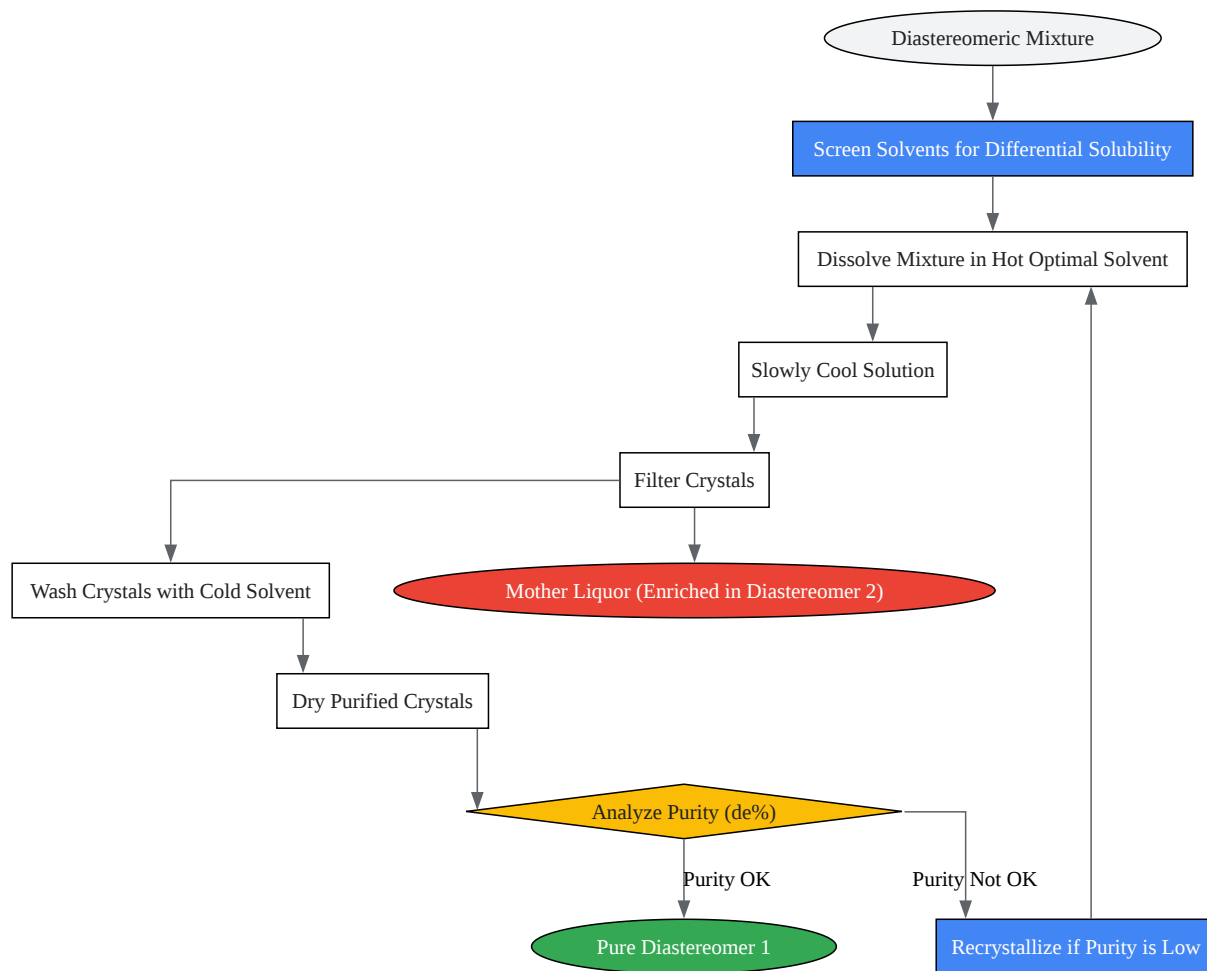 Diastereomeric Mixture
Screen Solvents for Differential Solubility
Dissolve Mixture in Hot Optimal Solvent
Slowly Cool Solution
Filter Crystals
Wash Crystals with Cold Solvent
Mother Liquor (Enriched in Diastereomer 2)
Dry Purified Crystals
Analyze Purity (de%)
Purity OK
Purity Not OK
Pure Diastereomer 1
Recrystallize if Purity is Low